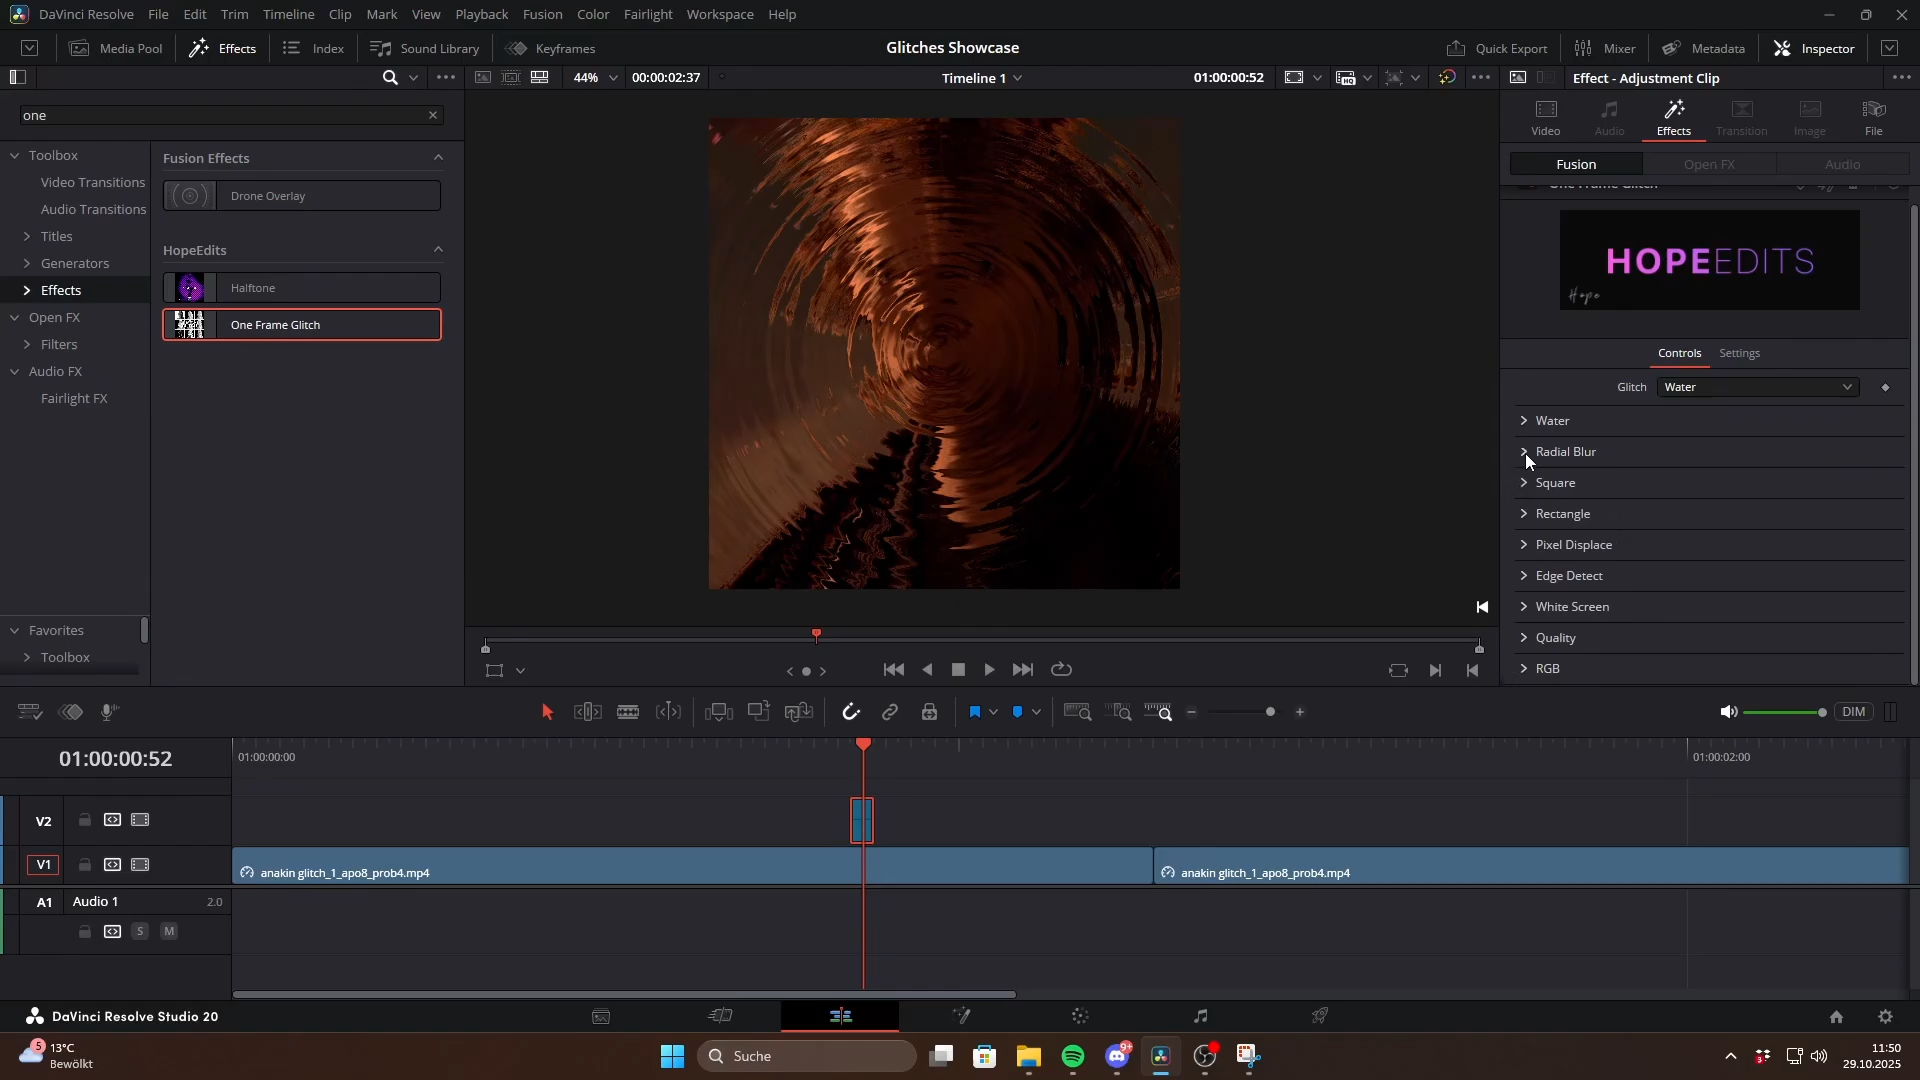 DaVinci Resolve File Edit Trim Timeline Clip Mark View Playback Fusion Color Fairlight Workspace Help
Media Pool Effects Index Sound Library Keyframes Glitches Showcase Quick Export Mixer Metadata Inspector
44% 00:00:02:37 Timeline 1 01:00:00:52 Effect - Adjustment Clip
one
Video Audio Effects Transition Image File
Fusion Open FX Audio
One Frame Glitch
Toolbox
Video Transitions
Audio Transitions
Titles
Generators
Effects
Open FX
Filters
Audio FX
Fairlight FX
Favorites
Toolbox
Fusion Effects
Drone Overlay
HopeEdits
Halftone
One Frame Glitch
HOPEEDITS
Hope
Controls Settings
Glitch Water
Water
Radial Blur
Square
Rectangle
Pixel Displace
Edge Detect
White Screen
Quality
RGB
DIM
01:00:00:52 01:00:00:00 01:00:02:00
V2
V1 anakin glitch_1_apo8_prob4.mp4 anakin glitch_1_apo8_prob4.mp4
A1 Audio 1 2.0
S M
DaVinci Resolve Studio 20
5 13°C
Bewölkt
Suche
9+
3
11:50
29.10.2025